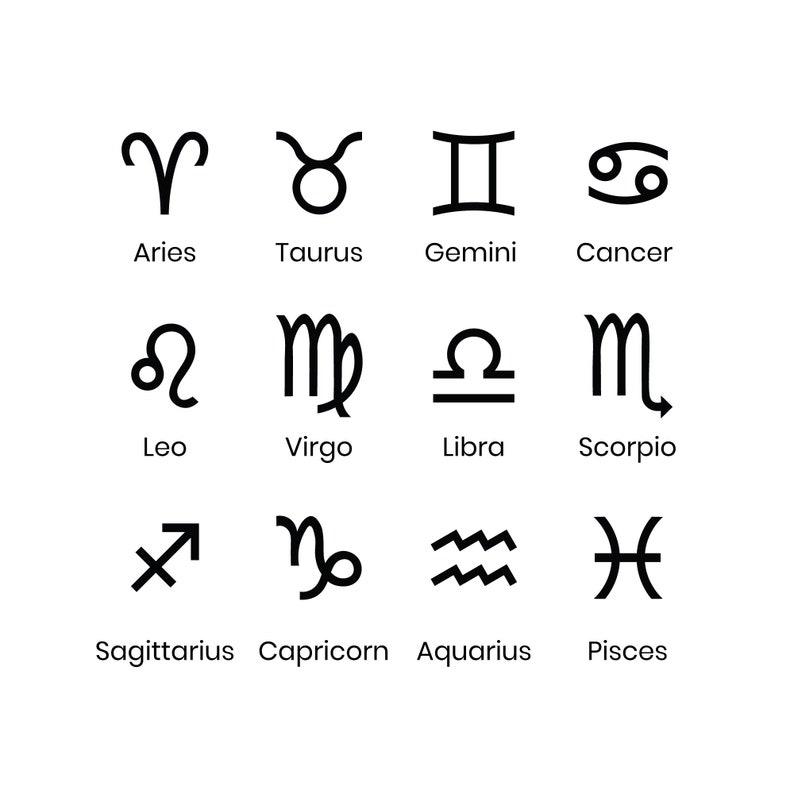 Aries Taurus Gemini Cancer
Leo Virgo Libra Scorpio
Sagittarius Capricorn Aquarius Pisces